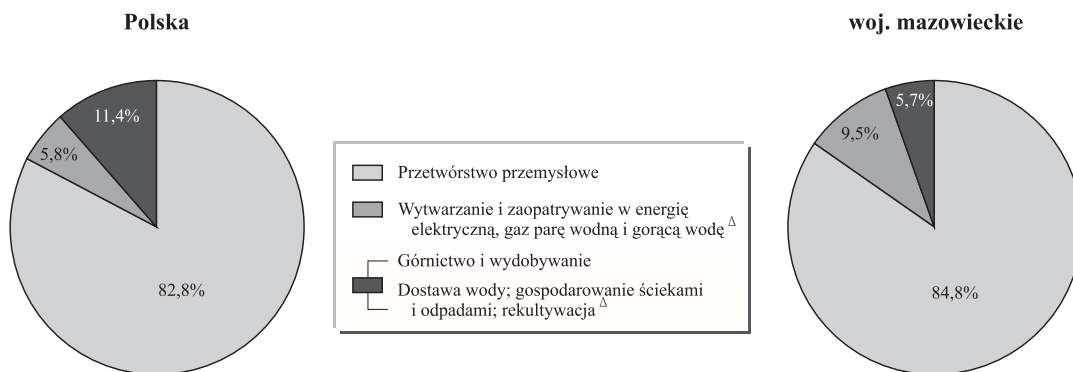 Polska
woj. mazowieckie
11,4%
5,8%
82,8%
Przetwórstwo przemysłowe
Wytwarzanie i zaopatrywanie w energię
elektryczną, gaz parę wodną i gorącą wodę Δ
Górnictwo i wydobywanie
Dostawa wody; gospodarowanie ściekami
i odpadami; rekultywacja Δ
5,7%
9,5%
84,8%